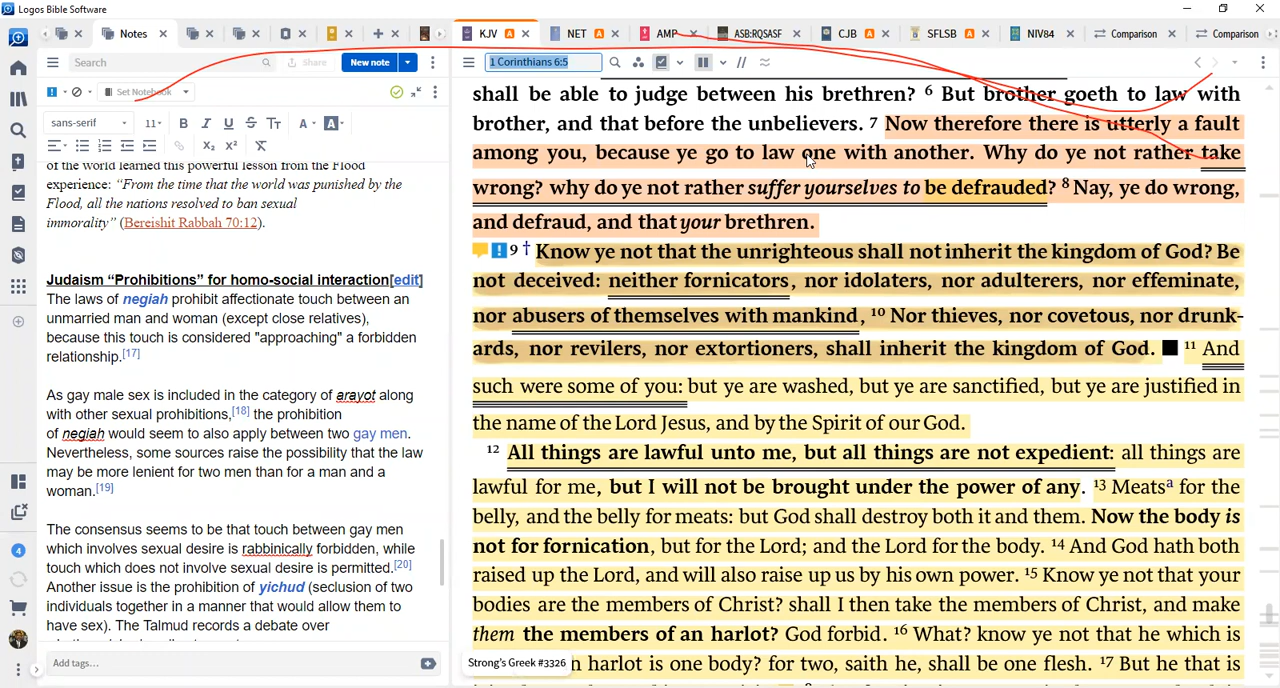 Logos Bible Software
Notes
KJV A
NET A
AMP
ASB:RQSASF
CJB A
SFLSB A
NIV84
Comparison
Comparison
Search
Share
New note
1 Corinthians 6:5
Set Notebook
sans-serif
11
B I U S
of the world learned this powerful lesson from the Flood
experience: “From the time that the world was punished by the
Flood, all the nations resolved to ban sexual
immorality” (Bereishit Rabbah 70:12).
Judaism “Prohibitions” for homo-social interaction[edit]
The laws of negiah prohibit affectionate touch between an
unmarried man and woman (except close relatives),
because this touch is considered "approaching" a forbidden
relationship.[17]
As gay male sex is included in the category of arayot along
with other sexual prohibitions,[18] the prohibition
of negiah would seem to also apply between two gay men.
Nevertheless, some sources raise the possibility that the law
may be more lenient for two men than for a man and a
woman.[19]
The consensus seems to be that touch between gay men
which involves sexual desire is rabbinically forbidden, while
touch which does not involve sexual desire is permitted.[20]
Another issue is the prohibition of yichud (seclusion of two
individuals together in a manner that would allow them to
have sex). The Talmud records a debate over
Add tags...
4
shall be able to judge between his brethren? 6 But brother goeth to law with
brother, and that before the unbelievers. 7 Now therefore there is utterly a fault
among you, because ye go to law one with another. Why do ye not rather take
wrong? why do ye not rather suffer yourselves to be defrauded? 8 Nay, ye do wrong,
and defraud, and that your brethren.
9 † Know ye not that the unrighteous shall not inherit the kingdom of God? Be
not deceived: neither fornicators, nor idolaters, nor adulterers, nor effeminate,
nor abusers of themselves with mankind, 10 Nor thieves, nor covetous, nor drunk-
ards, nor revilers, nor extortioners, shall inherit the kingdom of God. ■ 11 And
such were some of you: but ye are washed, but ye are sanctified, but ye are justified in
the name of the Lord Jesus, and by the Spirit of our God.
12 All things are lawful unto me, but all things are not expedient: all things are
lawful for me, but I will not be brought under the power of any. 13 Meatsa for the
belly, and the belly for meats: but God shall destroy both it and them. Now the body is
not for fornication, but for the Lord; and the Lord for the body. 14 And God hath both
raised up the Lord, and will also raise up us by his own power. 15 Know ye not that your
bodies are the members of Christ? shall I then take the members of Christ, and make
them the members of an harlot? God forbid. 16 What? know ye not that he which is
n harlot is one body? for two, saith he, shall be one flesh. 17 But he that is
Strong’s Greek #3326